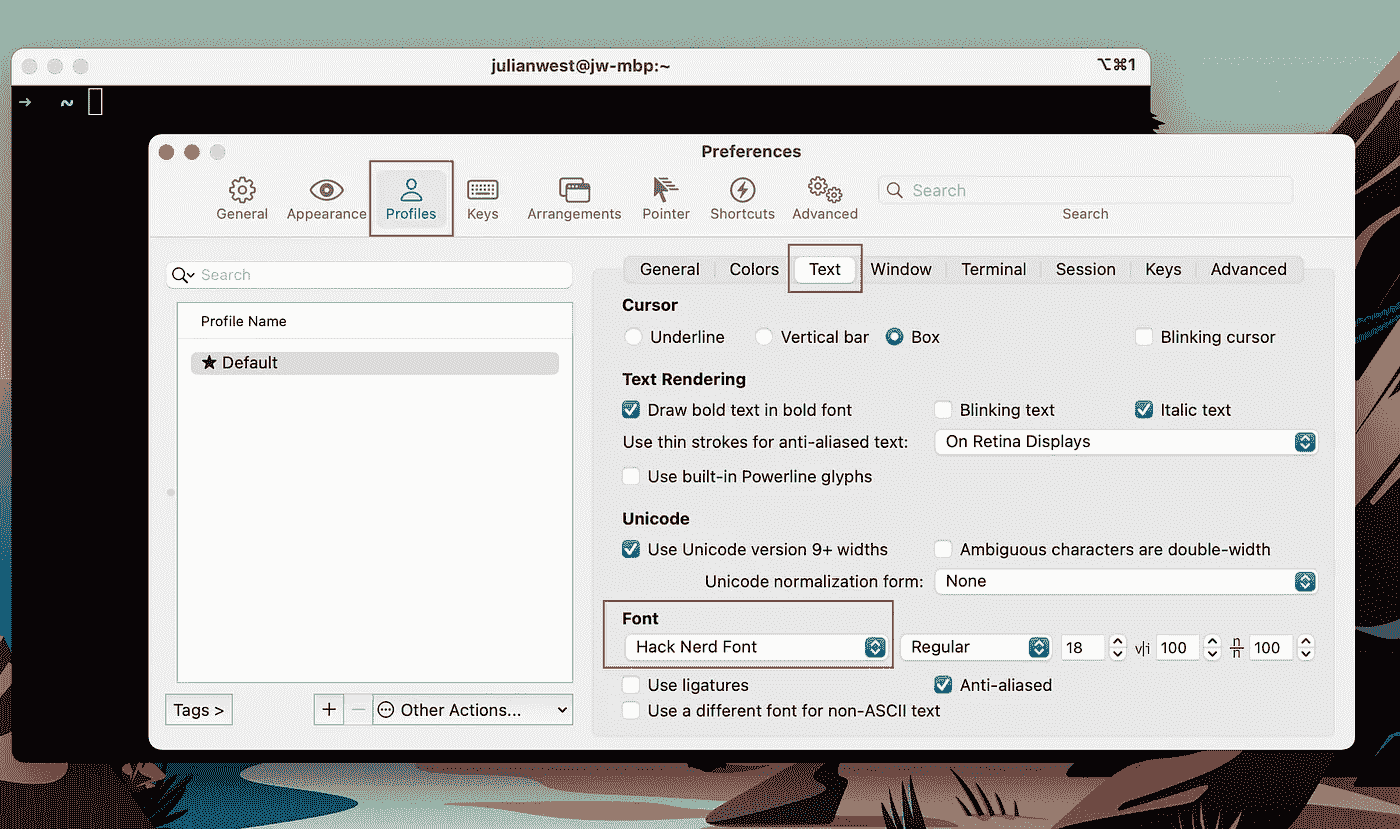 julianwest@jw-mbp:~ ⌥⌘1
→ ~
Preferences
General Appearance Profiles Keys Arrangements Pointer Shortcuts Advanced Search
Search
Search
General Colors Text Window Terminal Session Keys Advanced
Profile Name
★ Default
Cursor
Underline Vertical bar Box Blinking cursor
Text Rendering
Draw bold text in bold font Blinking text Italic text
Use thin strokes for anti-aliased text: On Retina Displays
Use built-in Powerline glyphs
Unicode
Use Unicode version 9+ widths Ambiguous characters are double-width
Unicode normalization form: None
Font
Hack Nerd Font Regular 18 v|i 100 n/n 100
Use ligatures Anti-aliased
Use a different font for non-ASCII text
Tags > + − Other Actions...